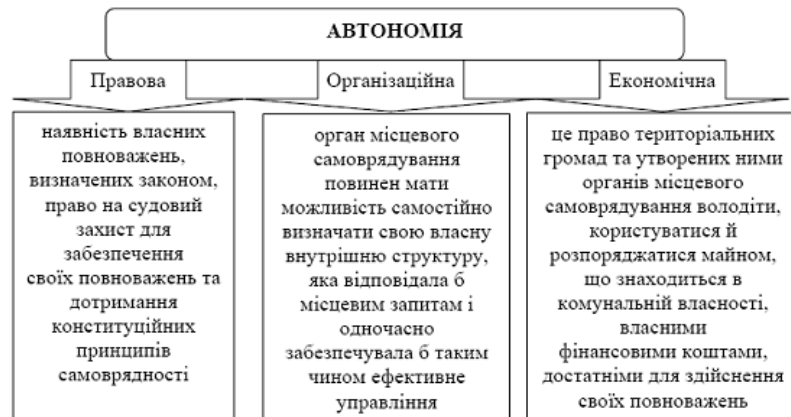 АВТОНОМІЯ
Правова
Організаційна
Економічна
наявність власних
повноважень,
визначених законом,
право на судовий
захист для
забезпечення
своїх повноважень та
дотримання
конституційних
принципів
самоврядності
орган місцевого
самоврядування
повинен мати
можливість самостійно
визначати свою власну
внутрішню структуру,
яка відповідала б
місцевим запитам і
одночасно
забезпечувала б таким
чином ефективне
управління
це право територіальних
громад та утворених ними
органів місцевого
самоврядування володіти,
користуватися й
розпоряджатися майном,
що знаходиться в
комунальній власності,
власними
фінансовими коштами,
достатніми для здійснення
своїх повноважень